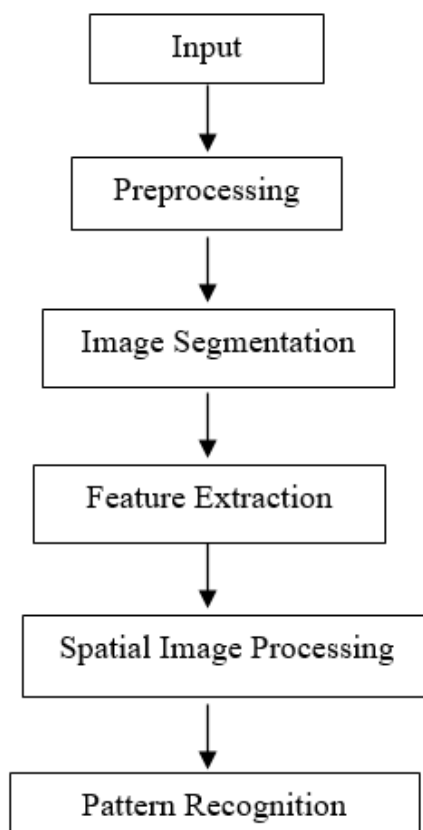 Input
Preprocessing
Image Segmentation
Feature Extraction
Spatial Image Processing
Pattern Recognition